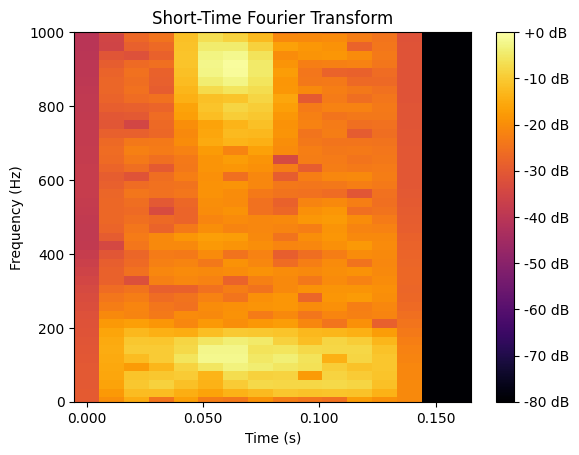 Short-Time Fourier Transform
1000
800
600
400
200
0
Frequency (Hz)
0.000
0.050
0.100
0.150
Time (s)
+0 dB
-10 dB
-20 dB
-30 dB
-40 dB
-50 dB
-60 dB
-70 dB
-80 dB